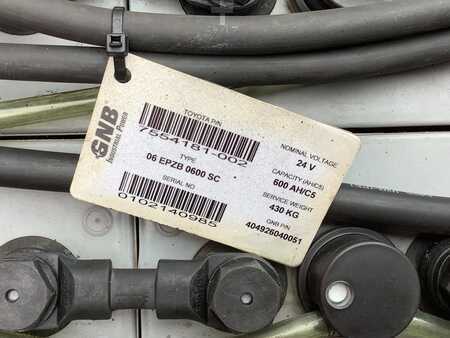 GNB
INDUSTRIAL POWER
TOYOTA P/N
7554181-002
TYPE
06 EPZB 0600 SC
SERIAL NO
0102140985
NOMINAL VOLTAGE
24 V
CAPACITY (AH/C5)
600 AH/C5
SERVICE WEIGHT
430 KG
GNB P/N
404926040051